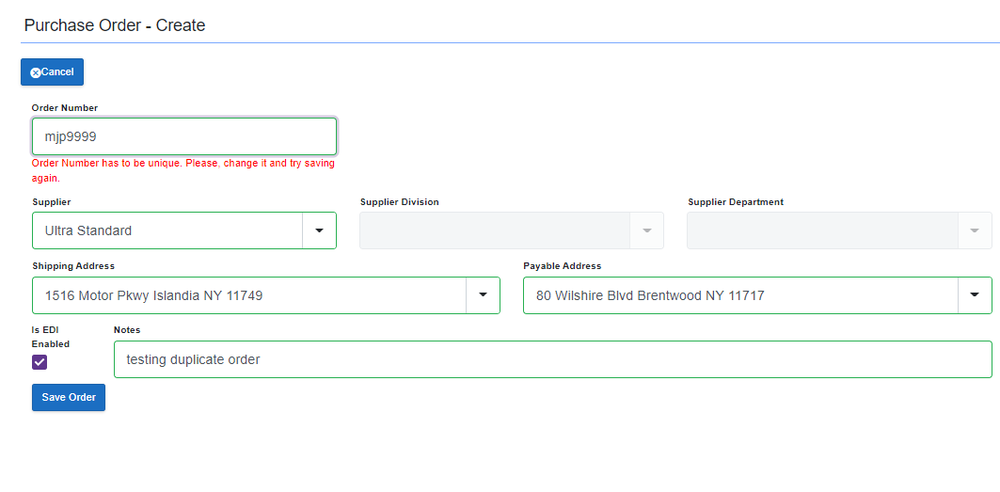 Purchase Order - Create
Cancel
Order Number
mjp9999
Order Number has to be unique. Please, change it and try saving
again.
Supplier
Supplier Division
Supplier Department
Ultra Standard
Shipping Address
Payable Address
1516 Motor Pkwy Islandia NY 11749
80 Wilshire Blvd Brentwood NY 11717
Is EDI
Enabled
Notes
testing duplicate order
Save Order